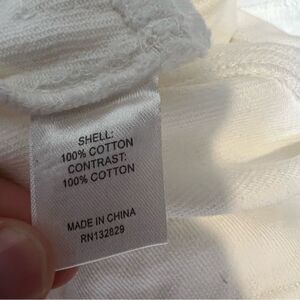 SHELL:
100% COTTON
CONTRAST:
100% COTTON
MADE IN CHINA
RN132829